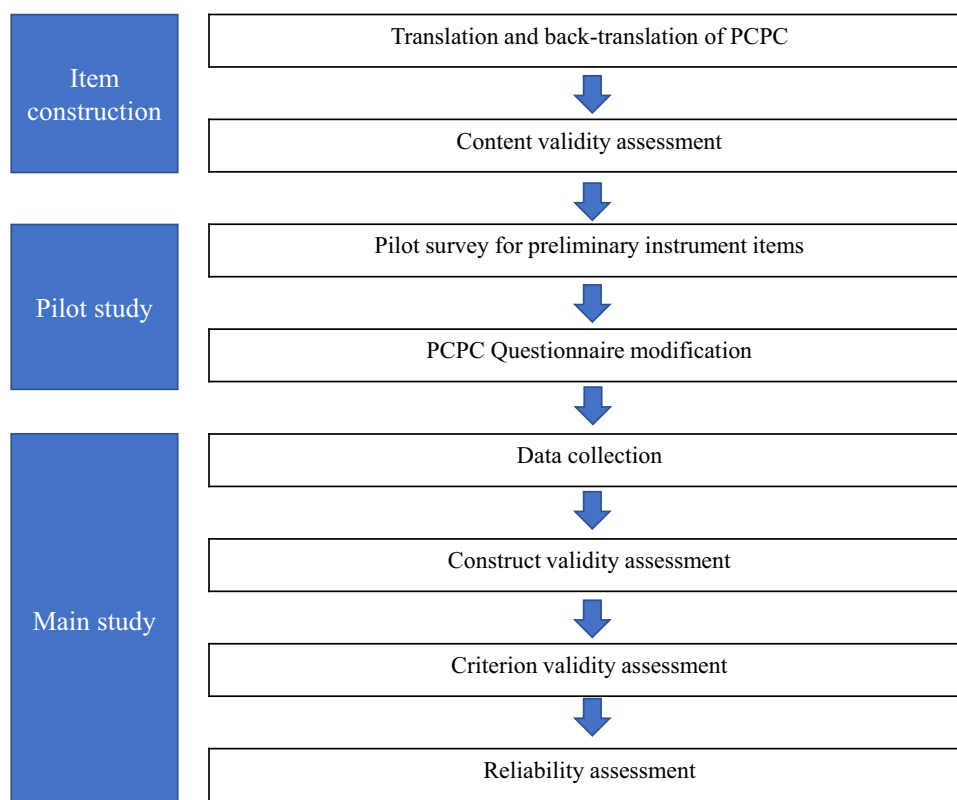 Item
construction
Translation and back-translation of PCPC
Content validity assessment
Pilot study
Pilot survey for preliminary instrument items
PCPC Questionnaire modification
Main study
Data collection
Construct validity assessment
Criterion validity assessment
Reliability assessment